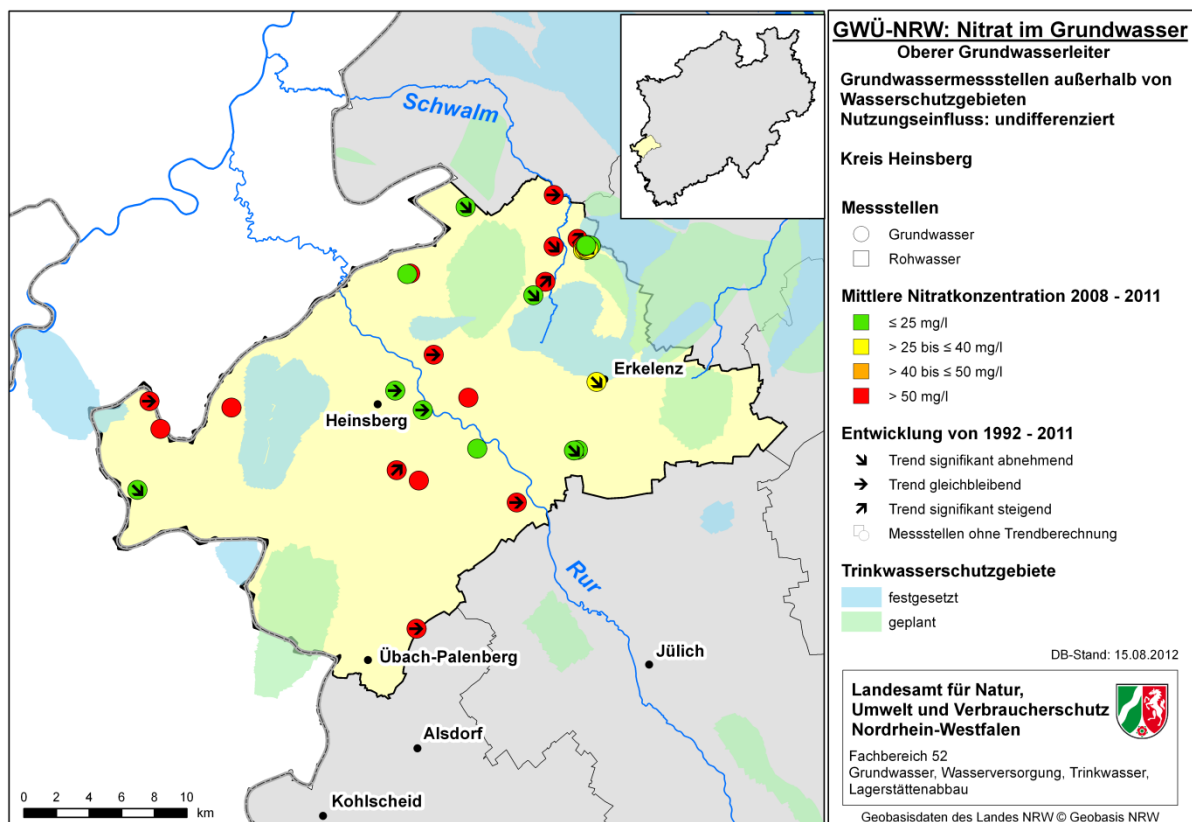 Schwalm
Erkelenz
Heinsberg
Rur
Übach-Palenberg
Jülich
Alsdorf
Kohlscheid
0 2 4 6 8 10
km
GWÜ-NRW: Nitrat im Grundwasser
Oberer Grundwasserleiter
Grundwassermessstellen außerhalb von
Wasserschutzgebieten
Nutzungseinfluss: undifferenziert
Kreis Heinsberg
Messstellen
Grundwasser
Rohwasser
Mittlere Nitratkonzentration 2008 - 2011
≤ 25 mg/l
> 25 bis ≤ 40 mg/l
> 40 bis ≤ 50 mg/l
> 50 mg/l
Entwicklung von 1992 - 2011
Trend signifikant abnehmend
Trend gleichbleibend
Trend signifikant steigend
Messstellen ohne Trendberechnung
Trinkwasserschutzgebiete
festgesetzt
geplant
DB-Stand: 15.08.2012
Landesamt für Natur,
Umwelt und Verbraucherschutz
Nordrhein-Westfalen
Fachbereich 52
Grundwasser, Wasserversorgung, Trinkwasser,
Lagerstättenabbau
Geobasisdaten des Landes NRW © Geobasis NRW